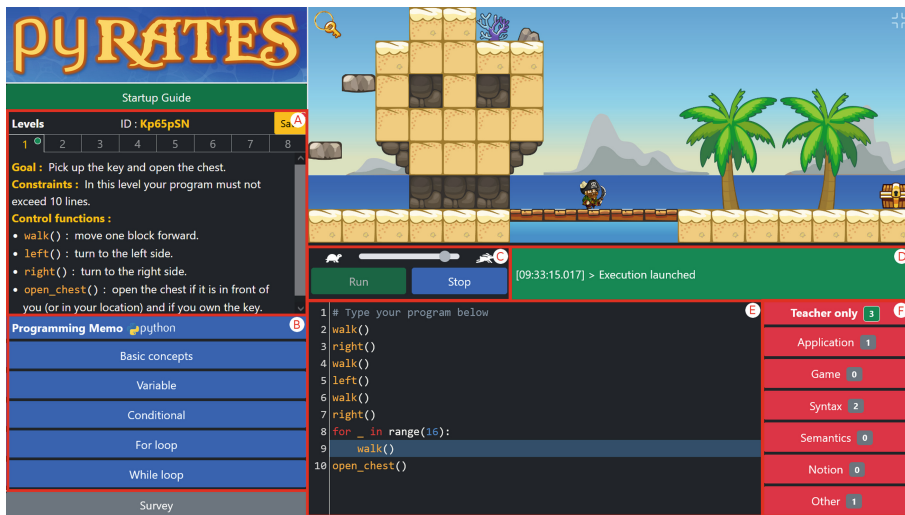 pyRATES
Startup Guide
Levels ID : Kp65pSN Sa A
1 2 3 4 5 6 7 8
Goal : Pick up the key and open the chest.
Constraints : In this level your program must not
exceed 10 lines.
Control functions :
• walk() : move one block forward.
• left() : turn to the left side.
• right() : turn to the right side.
• open_chest() : open the chest if it is in front of
you (or in your location) and if you own the key.
Programming Memo python B
Basic concepts
Variable
Conditional
For loop
While loop
Survey
C
Run Stop
D
[09:33:15.017] > Execution launched
E
1 # Type your program below
2 walk()
3 right()
4 walk()
5 left()
6 walk()
7 right()
8 for _ in range(16):
9 walk()
10 open_chest()
Teacher only 3 F
Application 1
Game 0
Syntax 2
Semantics 0
Notion 0
Other 1